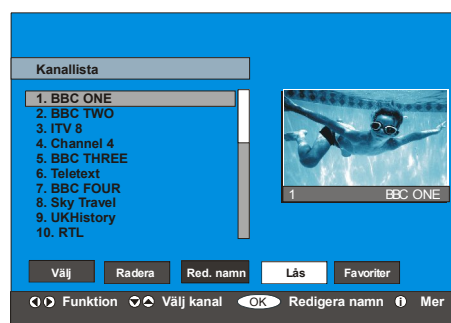 Kanallista
1. BBC ONE
2. BBC TWO
3. ITV 8
4. Channel 4
5. BBC THREE
6. Teletext
7. BBC FOUR
8. Sky Travel
9. UKHistory
10. RTL
1 BBC ONE
Välj Radera Red. namn Lås Favoriter
Funktion Välj kanal OK Redigera namn i Mer